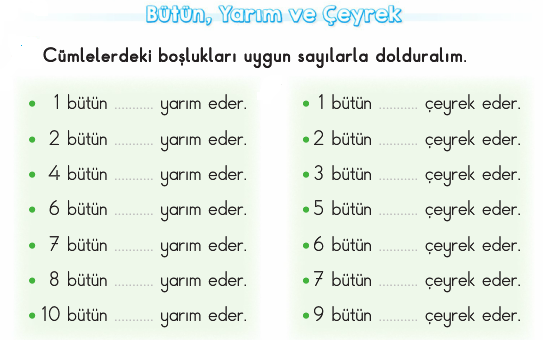 Bütün, Yarım ve Çeyrek
Cümlelerdeki boşlukları uygun sayılarla dolduralım.
• 1 bütün .......... yarım eder.
• 2 bütün .......... yarım eder.
• 4 bütün .......... yarım eder.
• 6 bütün .......... yarım eder.
• 7 bütün .......... yarım eder.
• 8 bütün .......... yarım eder.
• 10 bütün .......... yarım eder.
• 1 bütün .......... çeyrek eder.
• 2 bütün .......... çeyrek eder.
• 3 bütün .......... çeyrek eder.
• 5 bütün .......... çeyrek eder.
• 6 bütün .......... çeyrek eder.
• 7 bütün .......... çeyrek eder.
• 9 bütün .......... çeyrek eder.